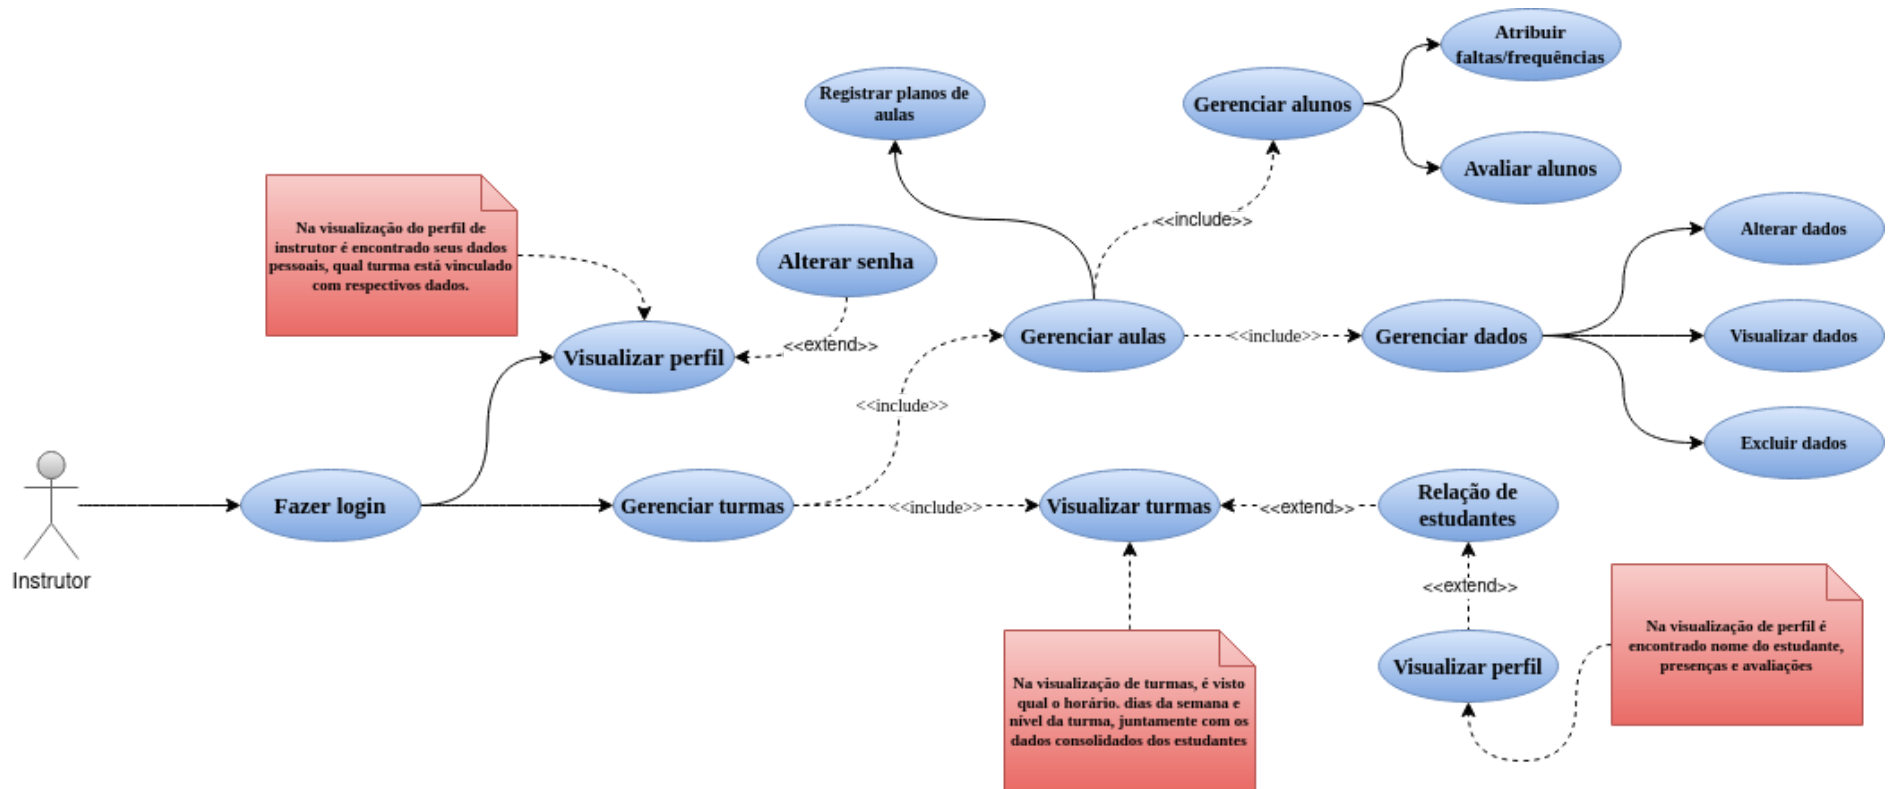 Atribuir
faltas/frequências
Registrar planos de
aulas
Gerenciar alunos
Avaliar alunos
Na visualização do perfil de
instrutor é encontrado seus dados
pessoais, qual turma está vinculado
com respectivos dados.
<<include>>
Alterar dados
Alterar senha
Gerenciar aulas
<<include>>
Gerenciar dados
Visualizar dados
Visualizar perfil
<<extend>>
<<include>>
Excluir dados
Instrutor
Fazer login
Gerenciar turmas
<<include>>
Visualizar turmas
<<extend>>
Relação de
estudantes
<<extend>>
Visualizar perfil
Na visualização de perfil é
encontrado nome do estudante,
presenças e avaliações
Na visualização de turmas, é visto
qual o horário. dias da semana e
nível da turma, juntamente com os
dados consolidados dos estudantes